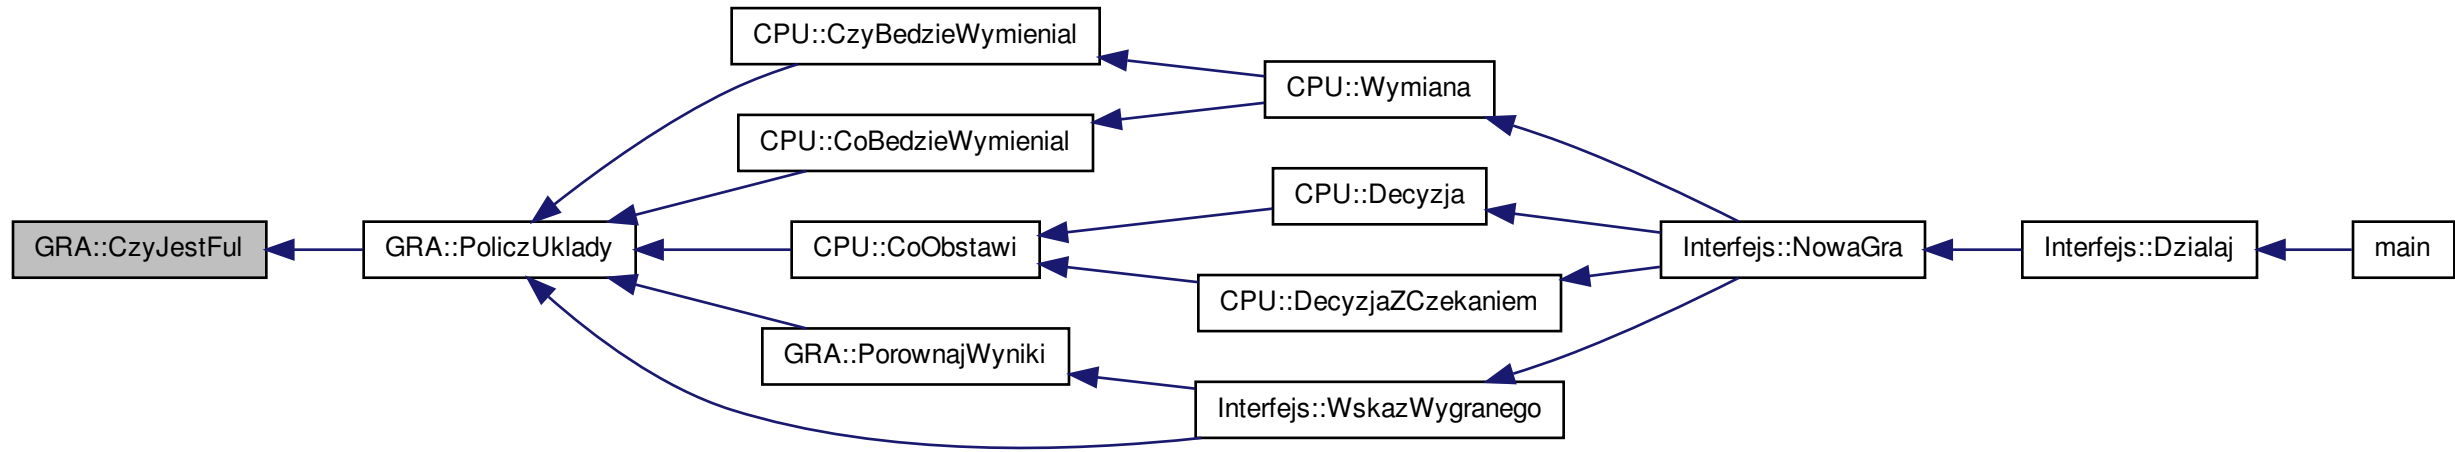 CPU::CzyBedzieWymienial
CPU::Wymiana
CPU::CoBedzieWymienial
CPU::Decyzja
GRA::CzyJestFul
GRA::PoliczUklady
CPU::CoObstawi
Interfejs::NowaGra
Interfejs::Dzialaj
main
CPU::DecyzjaZCzekaniem
GRA::PorownajWyniki
Interfejs::WskazWygranego